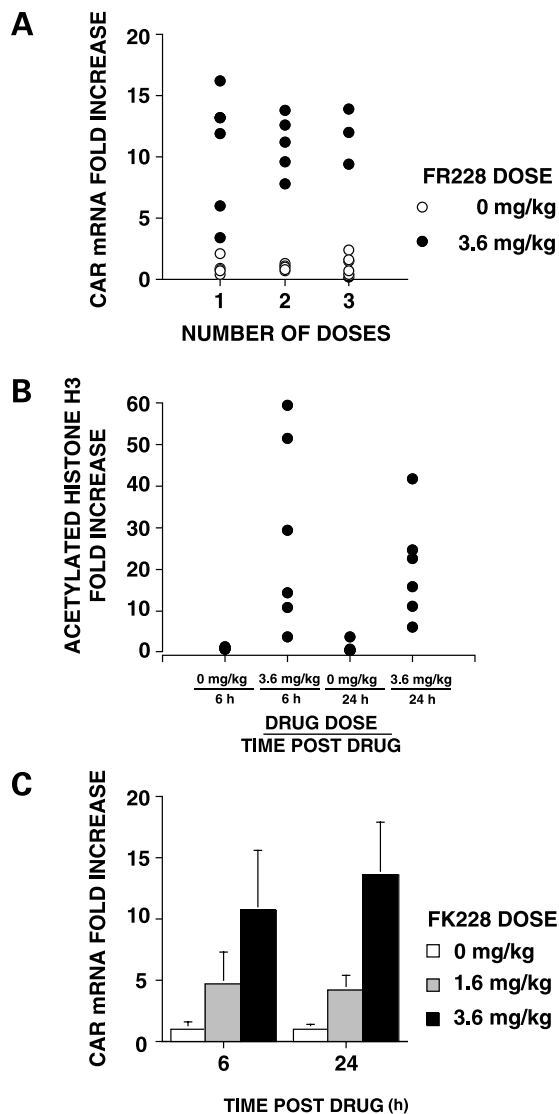 A
20
15
10
5
0
CAR mRNA FOLD INCREASE
1 2 3
NUMBER OF DOSES
FR228 DOSE
0 mg/kg
3.6 mg/kg
B
60
50
40
30
20
10
0
ACETYLATED HISTONE H3
FOLD INCREASE
0 mg/kg 3.6 mg/kg 0 mg/kg 3.6 mg/kg
6 h 6 h 24 h 24 h
DRUG DOSE
TIME POST DRUG
C
20
15
10
5
0
CAR mRNA FOLD INCREASE
6 24
TIME POST DRUG (h)
FK228 DOSE
0 mg/kg
1.6 mg/kg
3.6 mg/kg